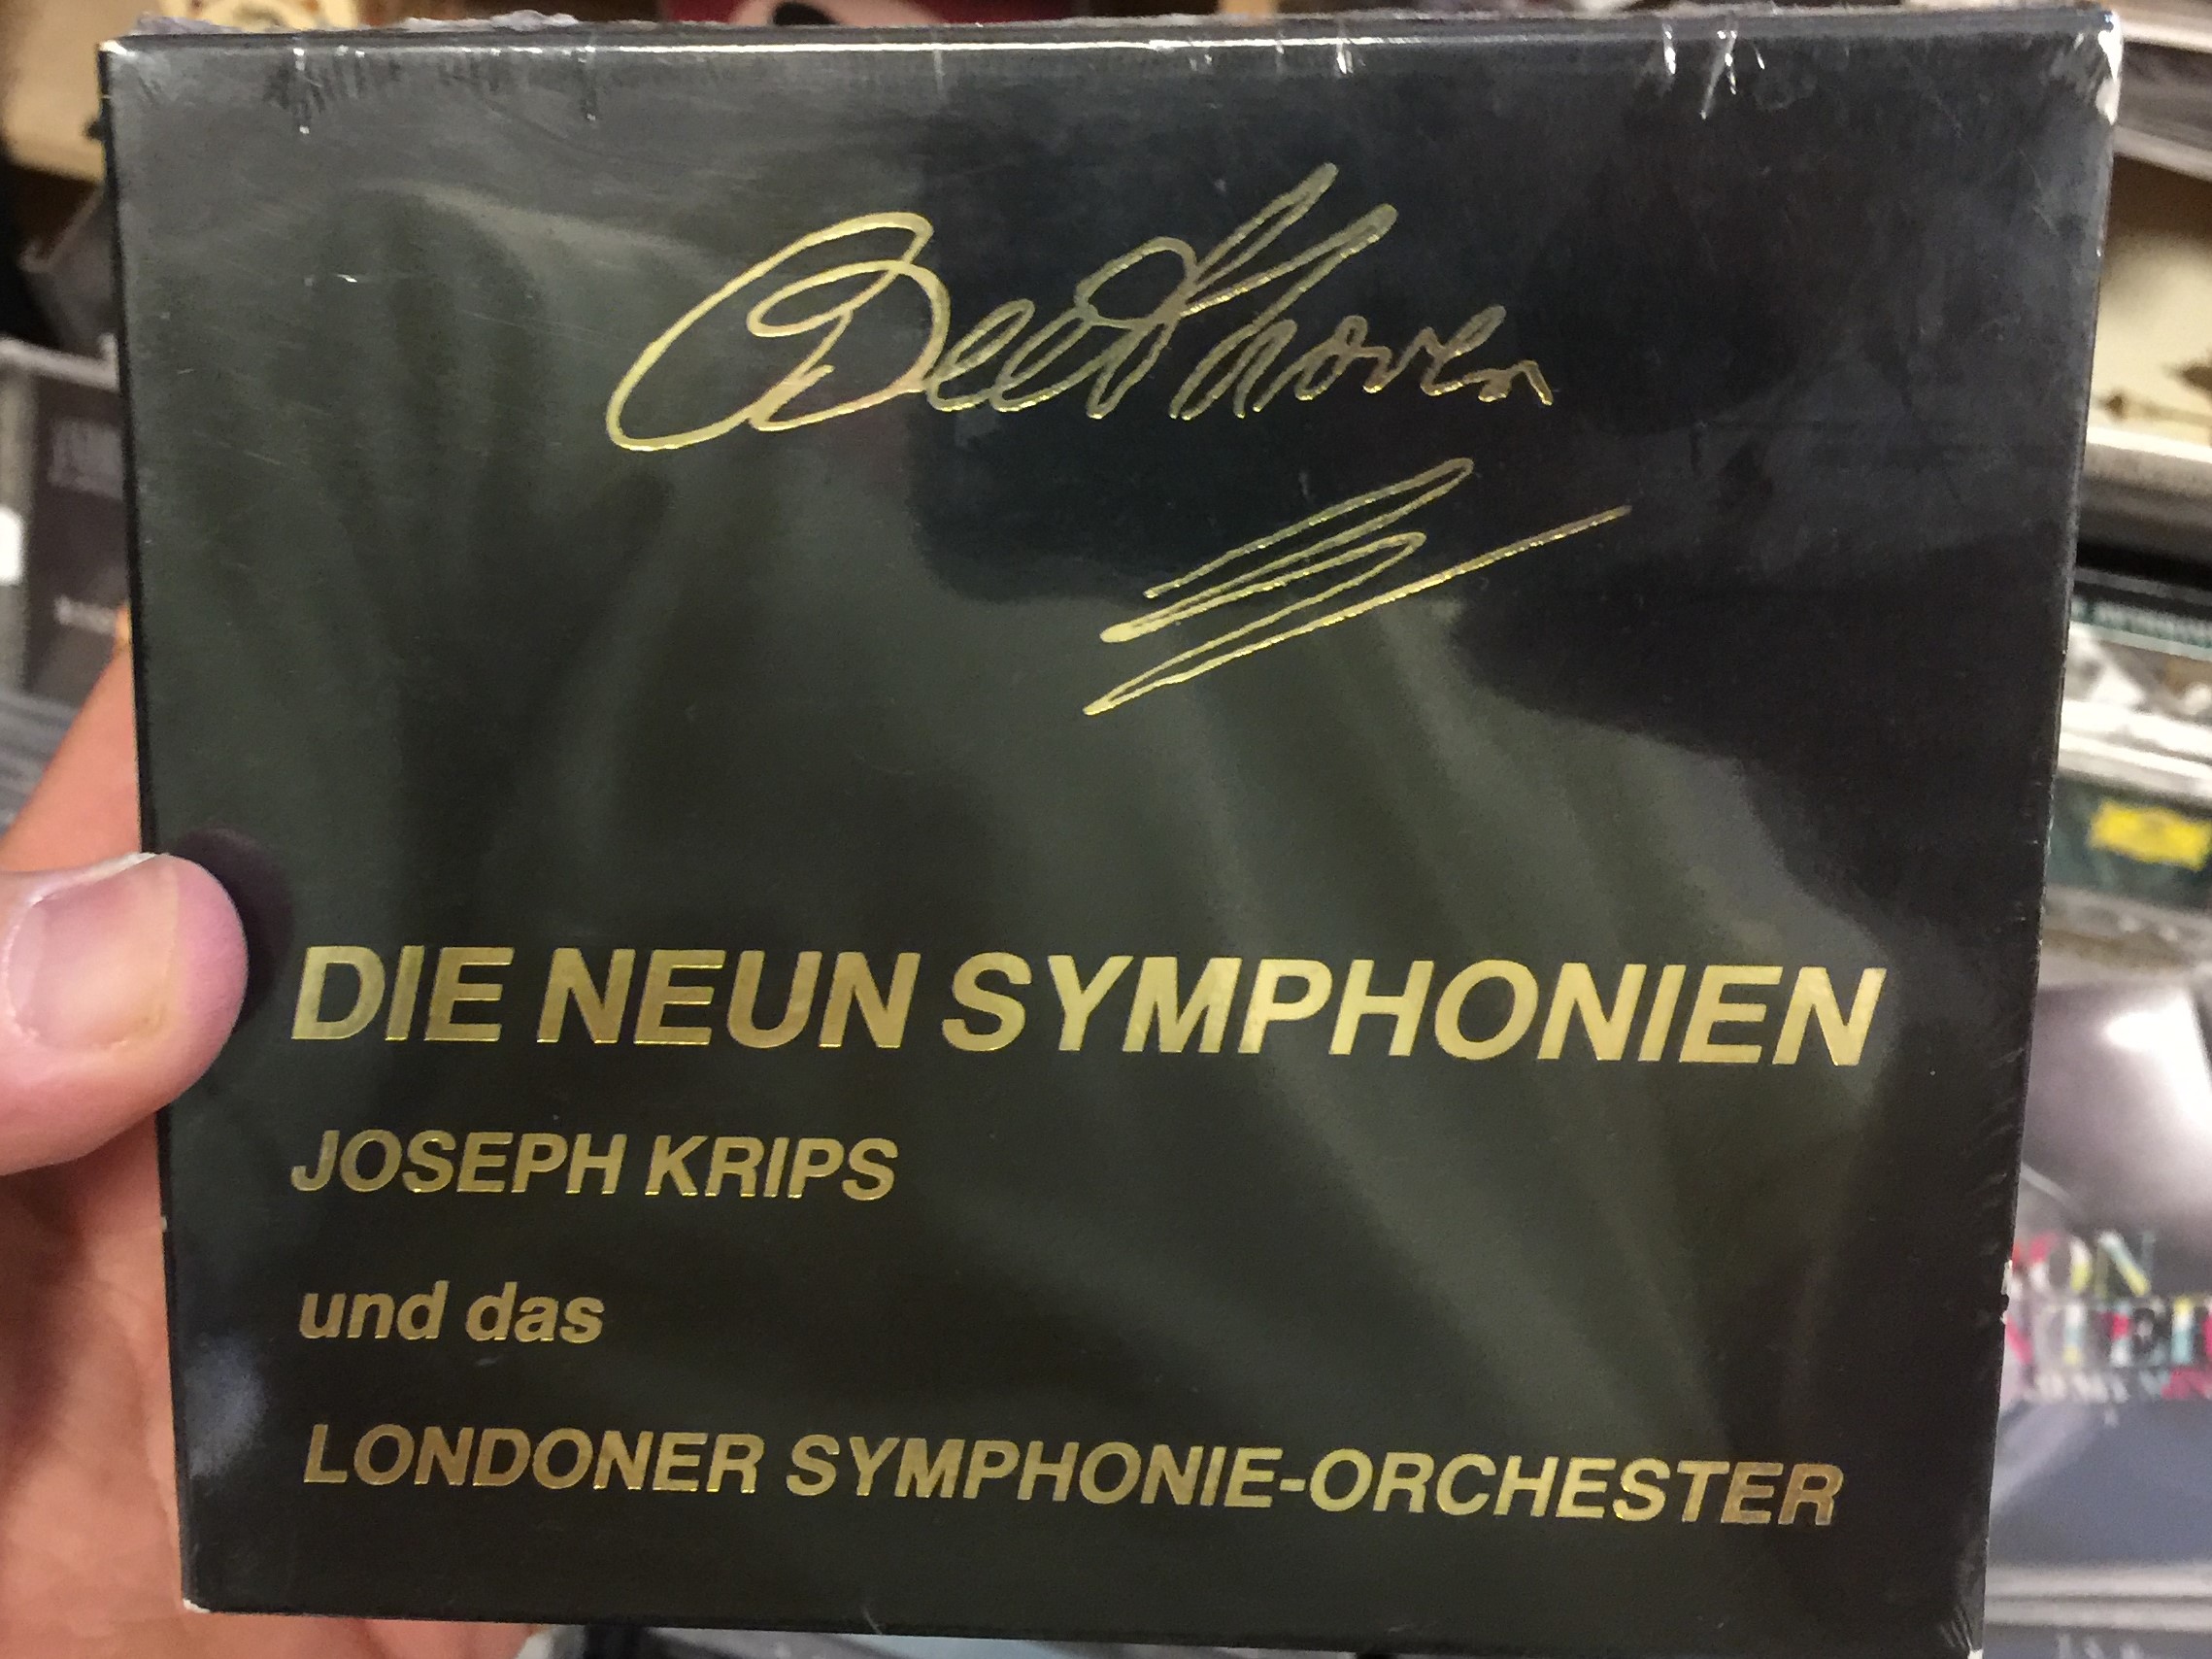 Beethoven
DIE NEUN SYMPHONIEN
JOSEPH KRIPS
und das
LONDONER SYMPHONIE-ORCHESTER